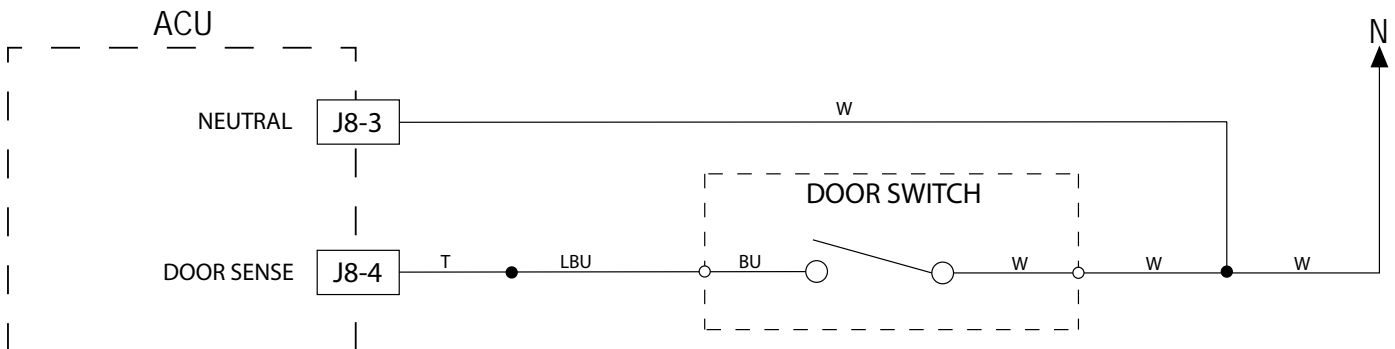 ACU
N
NEUTRAL J8-3 W
DOOR SWITCH
DOOR SENSE J8-4 T LBU BU W W W